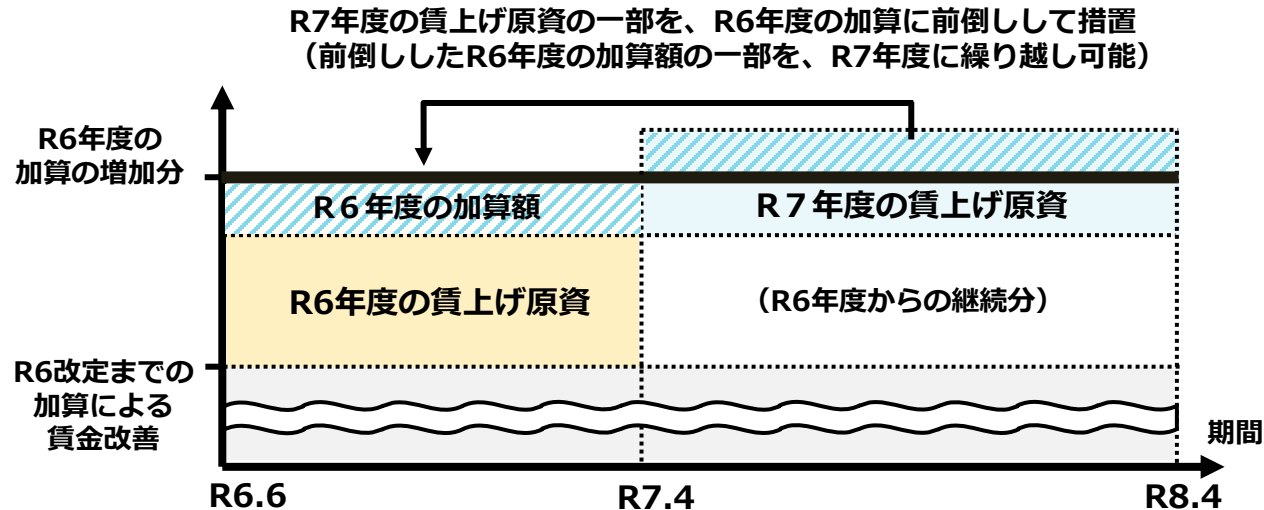 R7年度の賃上げ原資の一部を、R6年度の加算に前倒しして措置
（前倒ししたR6年度の加算額の一部を、R7年度に繰り越し可能）
R6年度の
加算の増加分
R６年度の加算額
R７年度の賃上げ原資
R6年度の賃上げ原資
（R6年度からの継続分）
R6改定までの
加算による
賃金改善
期間
R6.6
R7.4
R8.4